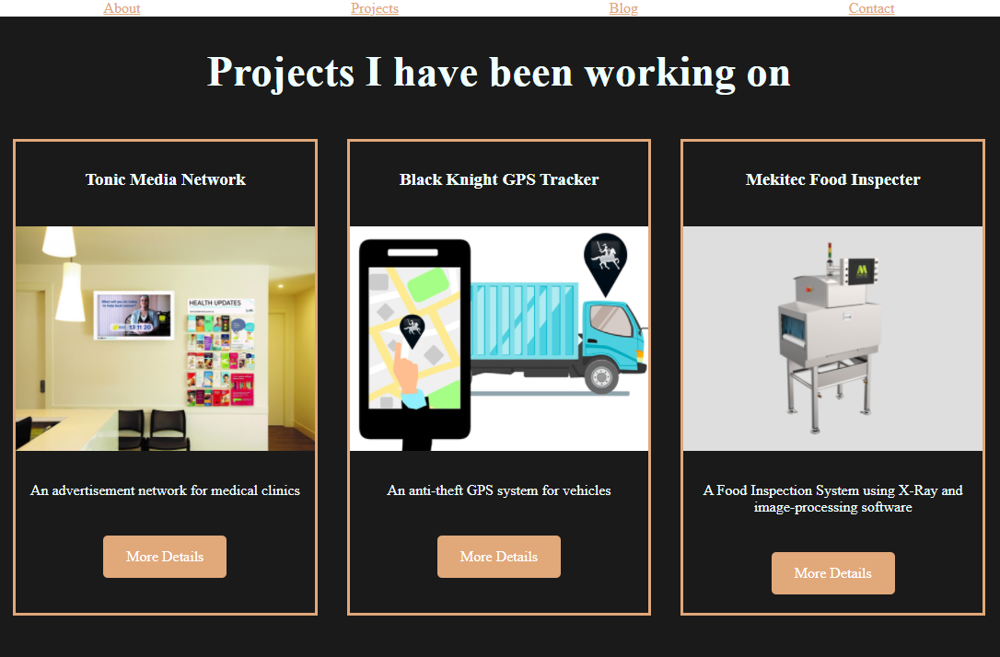 About Projects Blog Contact
Projects I have been working on
Tonic Media Network
Black Knight GPS Tracker
Mekitec Food Inspecter
HEALTH UPDATES
13 11 20
An advertisement network for medical clinics
An anti-theft GPS system for vehicles
A Food Inspection System using X-Ray and
image-processing software
More Details
More Details
More Details